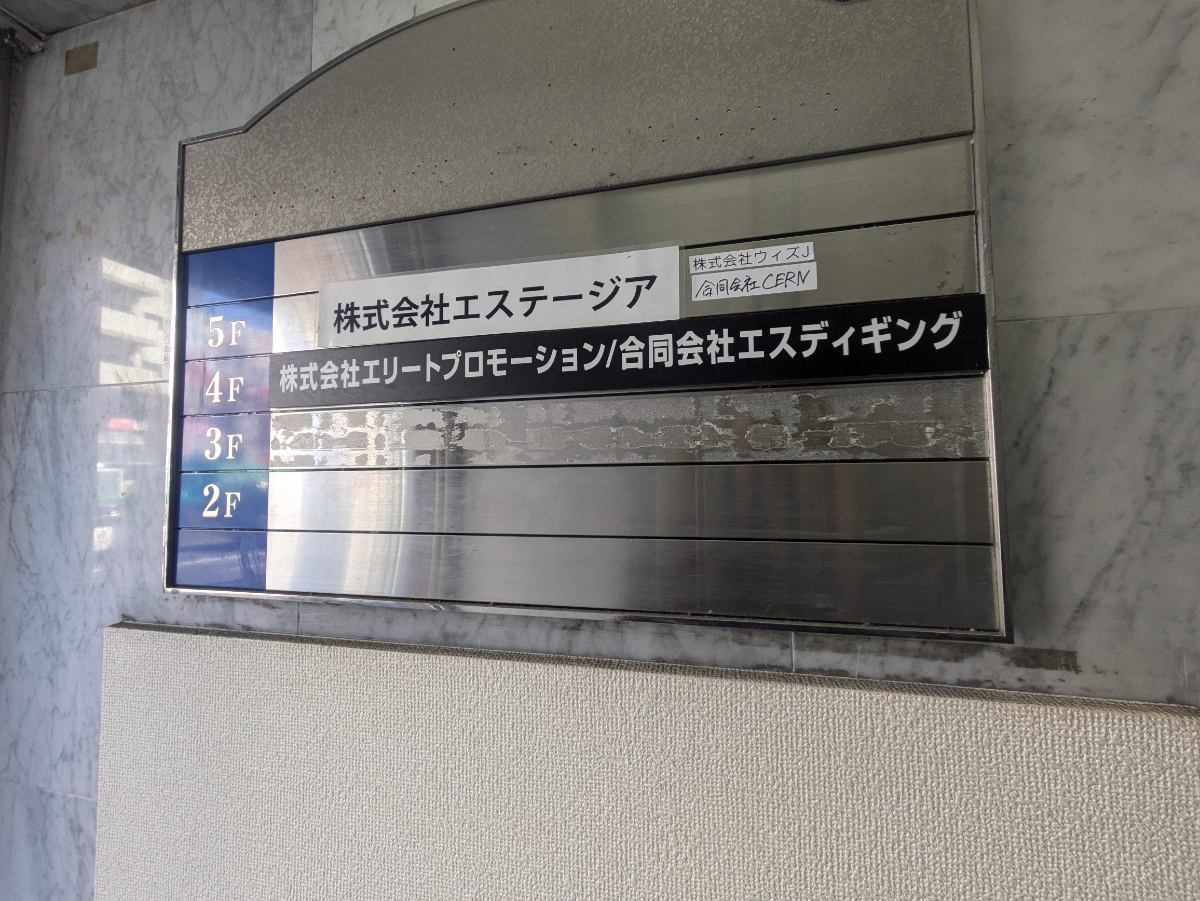 5F
株式会社エステージア
株式会社ウィズJ
合同会社CERN
4F
株式会社エリートプロモーション/合同会社エスディギング
3F
2F